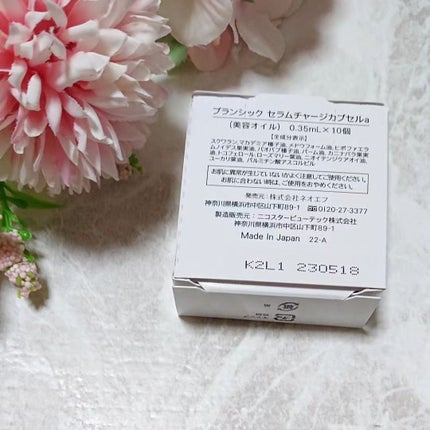 ブランシック セラムチャージカプセルa
(美容オイル) 0.35mL×10個
【全成分表示】
スクワラン,マカデミア種子油,メドウフォーム油,ヒポファエラ
ムノイデス果実油,バオバブ種子油,パーム油,カニナバラ果実
油,トコフェロール,ローズマリー葉油,ニオイテンジクアオイ油,
ユーカリ葉油,パルミチン酸アスコルビル
お肌に異常が生じていないかよく注意してご使用ください。
お肌に合わない時は、ご使用をおやめください。
発売元：株式会社ネオエフ
神奈川県横浜市中区山下町89-1 0120-27-3377
製造販売元：ニコスタービューテック株式会社
神奈川県横浜市中区山下町89-1
Made In Japan 22-A
K2L1 230518